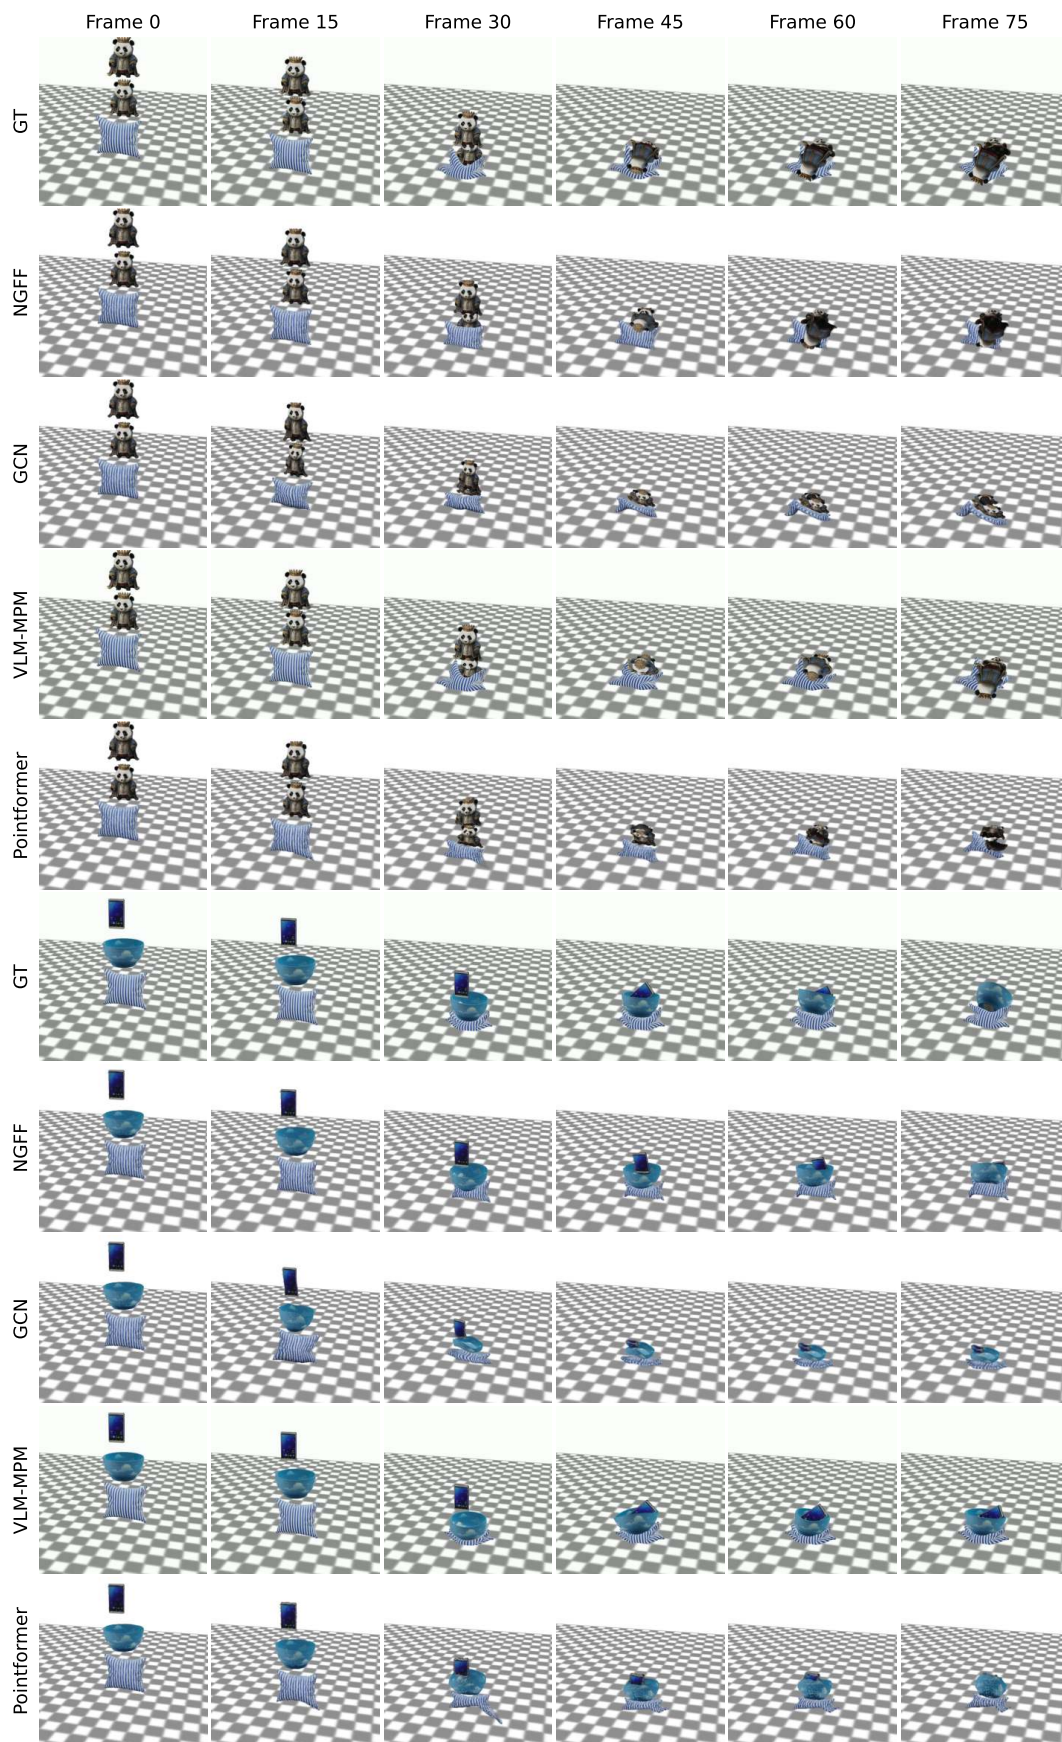 Frame 0 Frame 15 Frame 30 Frame 45 Frame 60 Frame 75
GT
NGFF
GCN
VLM-MPM
Pointformer
GT
NGFF
GCN
VLM-MPM
Pointformer